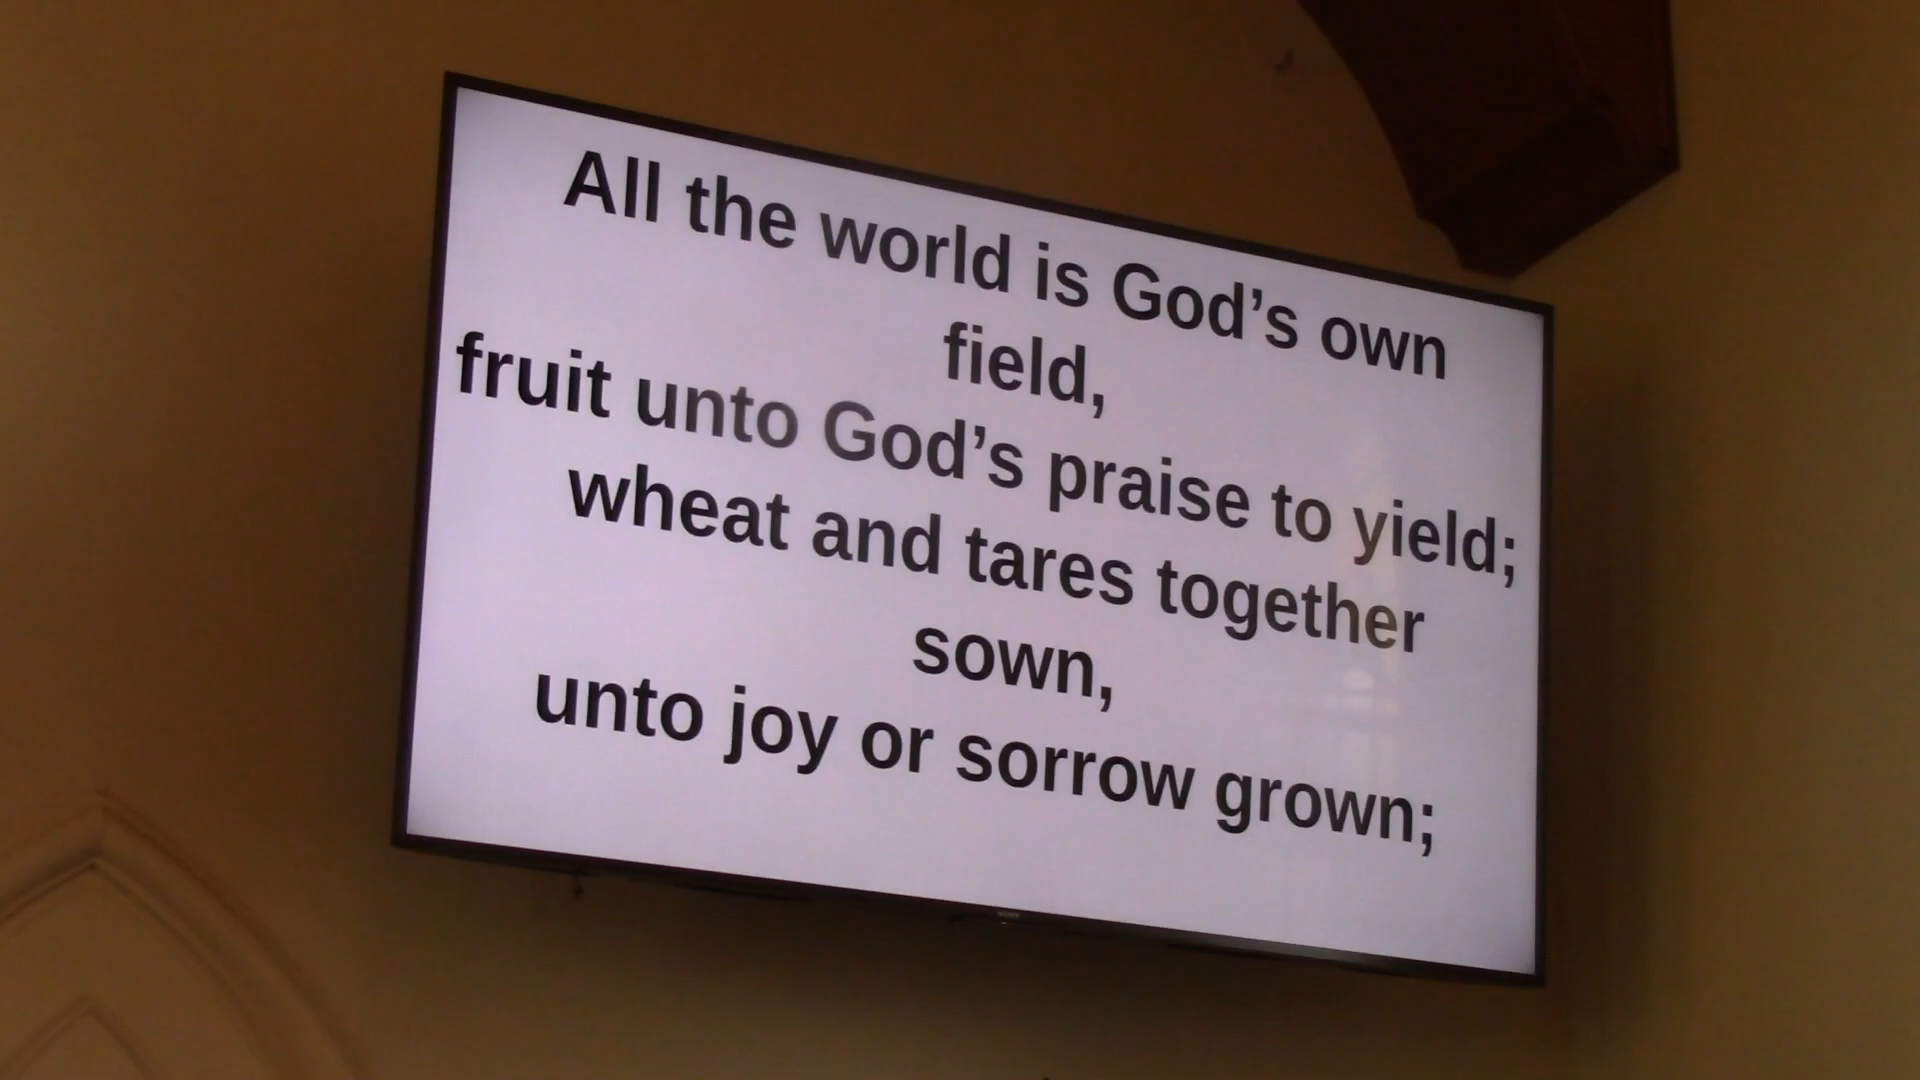 All the world is God’s own
field,
fruit unto God’s praise to yield;
wheat and tares together
sown,
unto joy or sorrow grown;